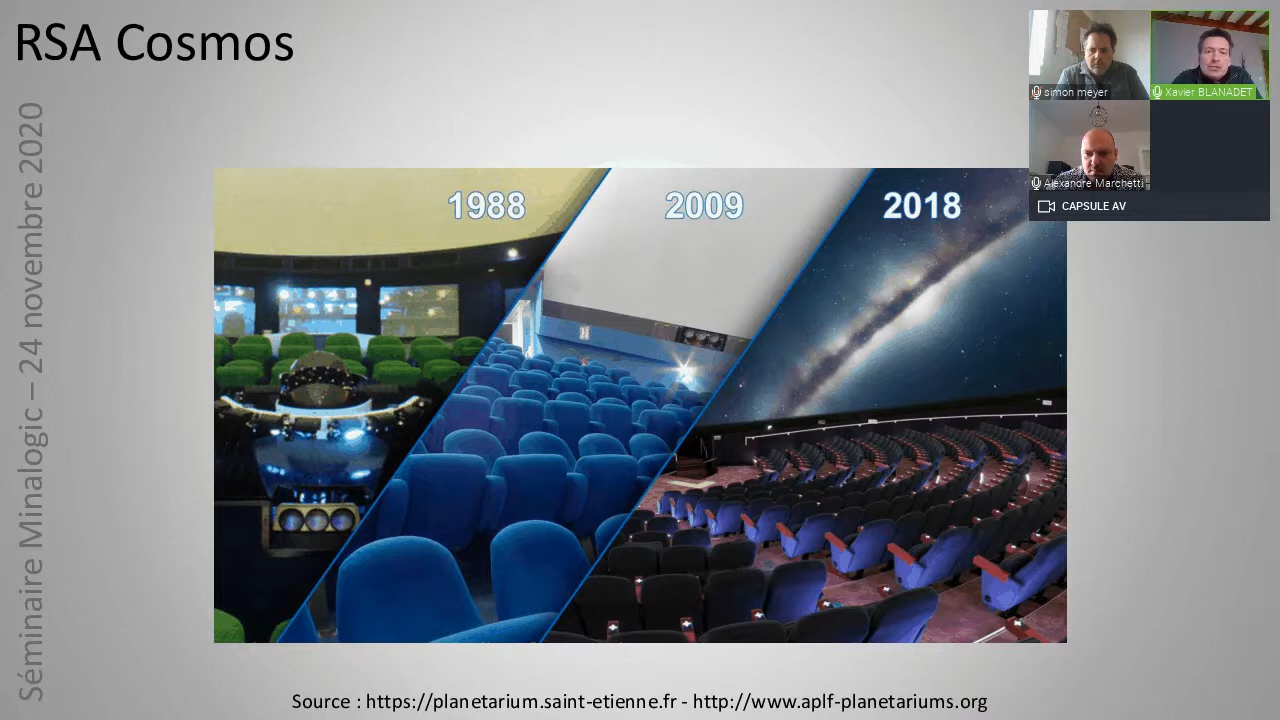 RSA Cosmos
Séminaire Minalogic – 24 novembre 2020
1988
2009
2018
simon meyer
Xavier BLANADET
Alexandre Marchetti
CAPSULE AV
Source : https://planetarium.saint-etienne.fr - http://www.aplf-planetariums.org